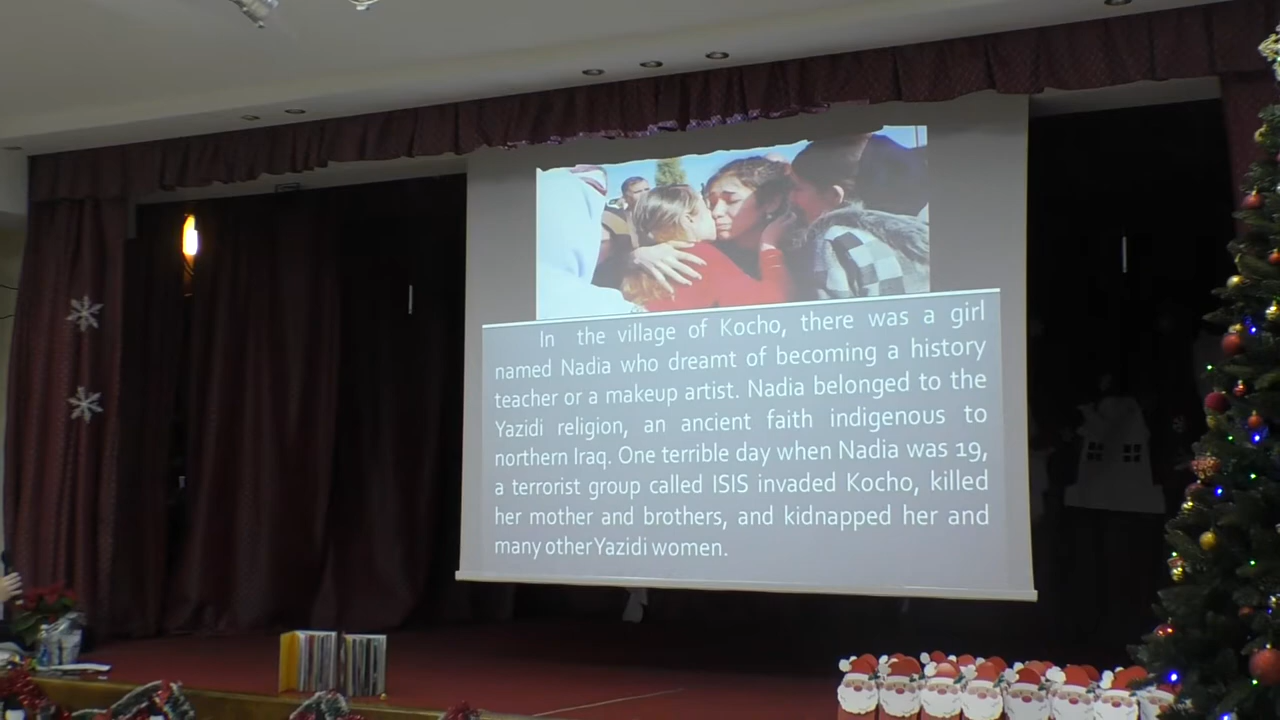 In the village of Kocho, there was a girl
named Nadia who dreamt of becoming a history
teacher or a makeup artist. Nadia belonged to the
Yazidi religion, an ancient faith indigenous to
northern Iraq. One terrible day when Nadia was 19,
a terrorist group called ISIS invaded Kocho, killed
her mother and brothers, and kidnapped her and
many other Yazidi women.